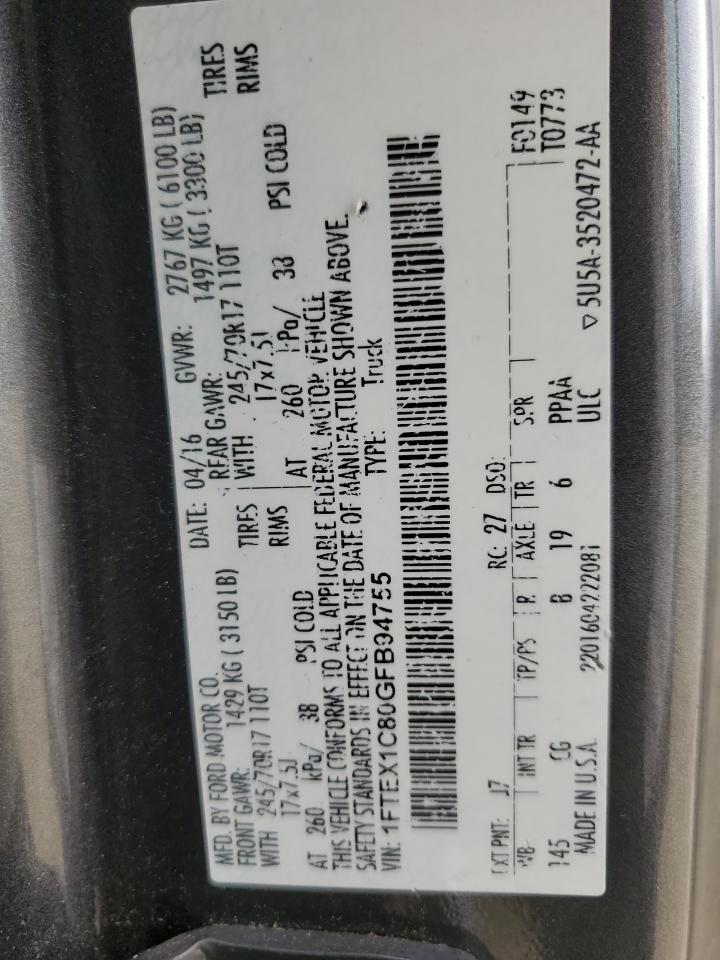 MFD. BY FORD MOTOR CO. DATE: 04/16 GVWR: 2767 KG ( 6100 LB)
FRONT GAWR: 1429 KG ( 3150 LB) REAR GAWR: 1497 KG ( 3300 LB)
WITH 245/70R17 110T TIRES WITH 245/70R17 110T TIRES
17x7.5J RIMS 17x7.5J RIMS
AT 260 kPa/ 38 PSI COLD AT 260 kPa/ 38 PSI COLD
THIS VEHICLE CONFORMS TO ALL APPLICABLE FEDERAL MOTOR VEHICLE
SAFETY STANDARDS IN EFFECT ON THE DATE OF MANUFACTURE SHOWN ABOVE.
VIN: 1FTEX1C80GFB94755 TYPE: Truck
EXT PNT: J7 RC: 27 DSO: F0149
WB INT TR TP/PS R AXLE TR SPR T0773
145 CG B 19 6 PPAA
MADE IN U.S.A. 2201604222081 ULC ▽ 5U5A-3520472-AA